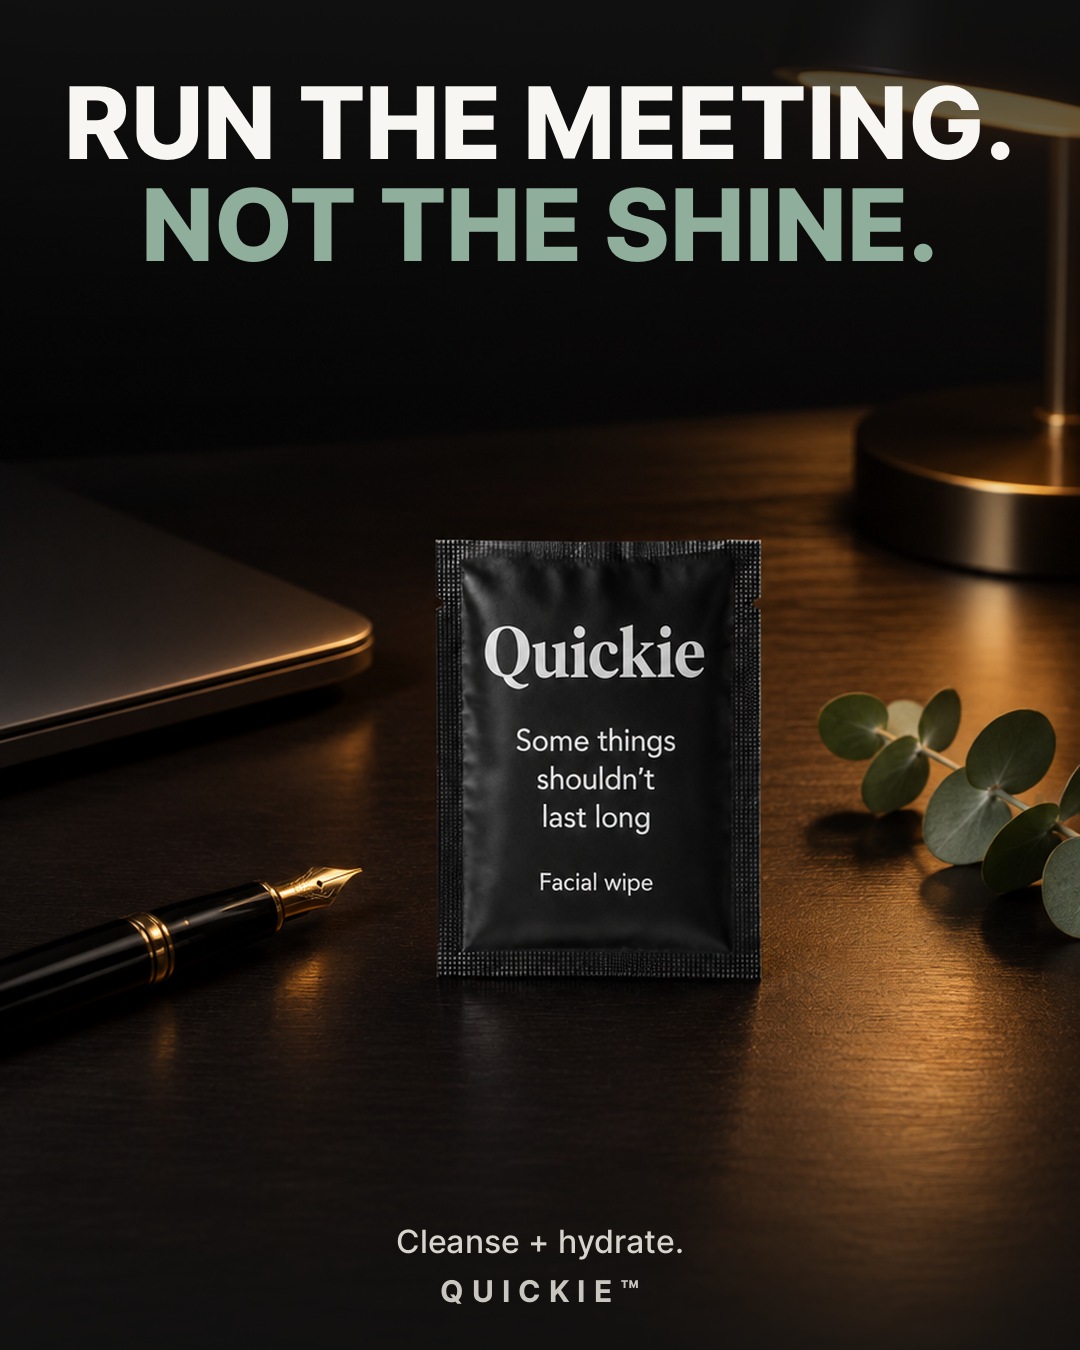 RUN THE MEETING.
NOT THE SHINE.
Quickie
Some things
shouldn't
last long
Facial wipe
Cleanse + hydrate.
QUICKIE™